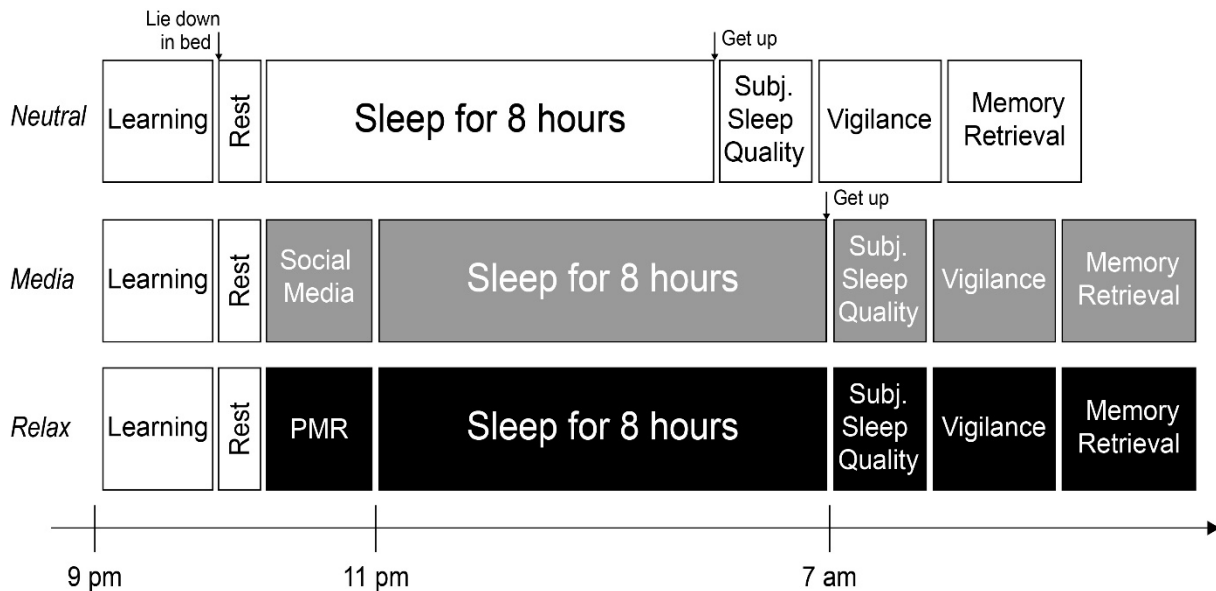 Lie down
in bed
Get up
Neutral
Learning
Rest
Sleep for 8 hours
Subj.
Sleep
Quality
Vigilance
Memory
Retrieval
Get up
Media
Learning
Rest
Social
Media
Sleep for 8 hours
Subj.
Sleep
Quality
Vigilance
Memory
Retrieval
Relax
Learning
Rest
PMR
Sleep for 8 hours
Subj.
Sleep
Quality
Vigilance
Memory
Retrieval
9 pm
11 pm
7 am